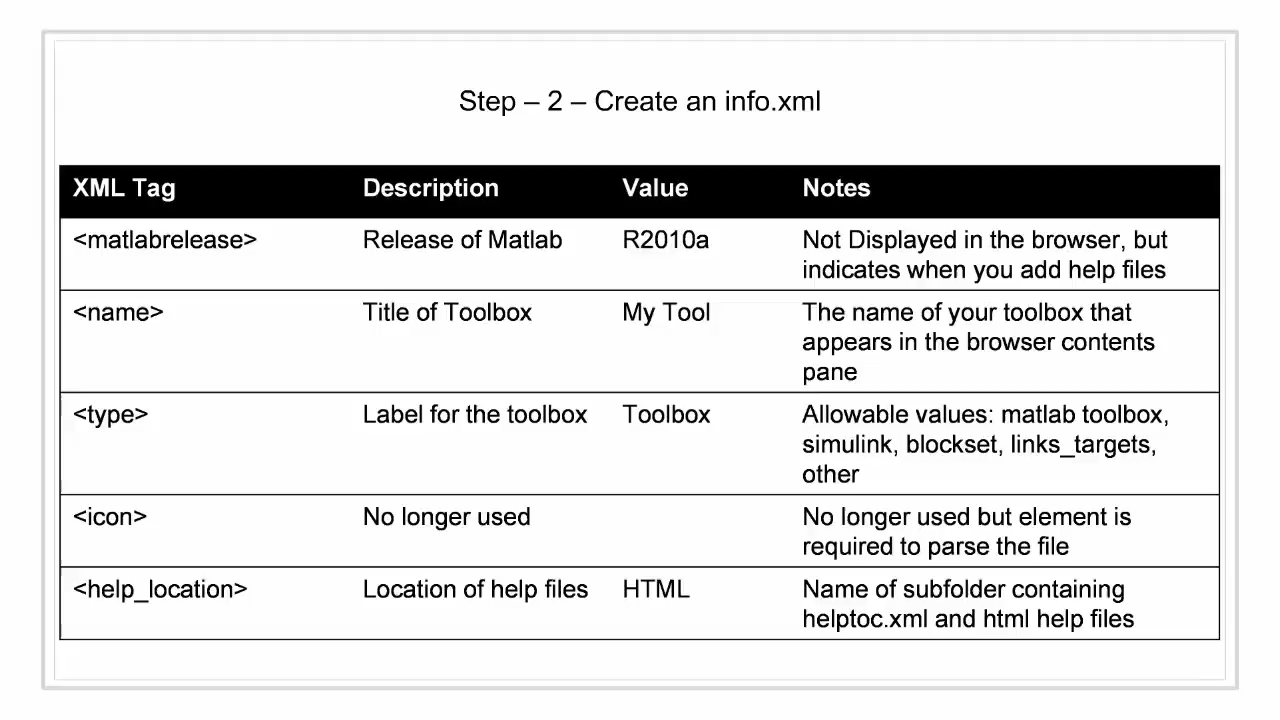 Step – 2 – Create an info.xml
XML Tag Description Value Notes
<matlabrelease> Release of Matlab R2010a Not Displayed in the browser, but
indicates when you add help files
<name> Title of Toolbox My Tool The name of your toolbox that
appears in the browser contents
pane
<type> Label for the toolbox Toolbox Allowable values: matlab toolbox,
simulink, blockset, links_targets,
other
<icon> No longer used No longer used but element is
required to parse the file
<help_location> Location of help files HTML Name of subfolder containing
helptoc.xml and html help files